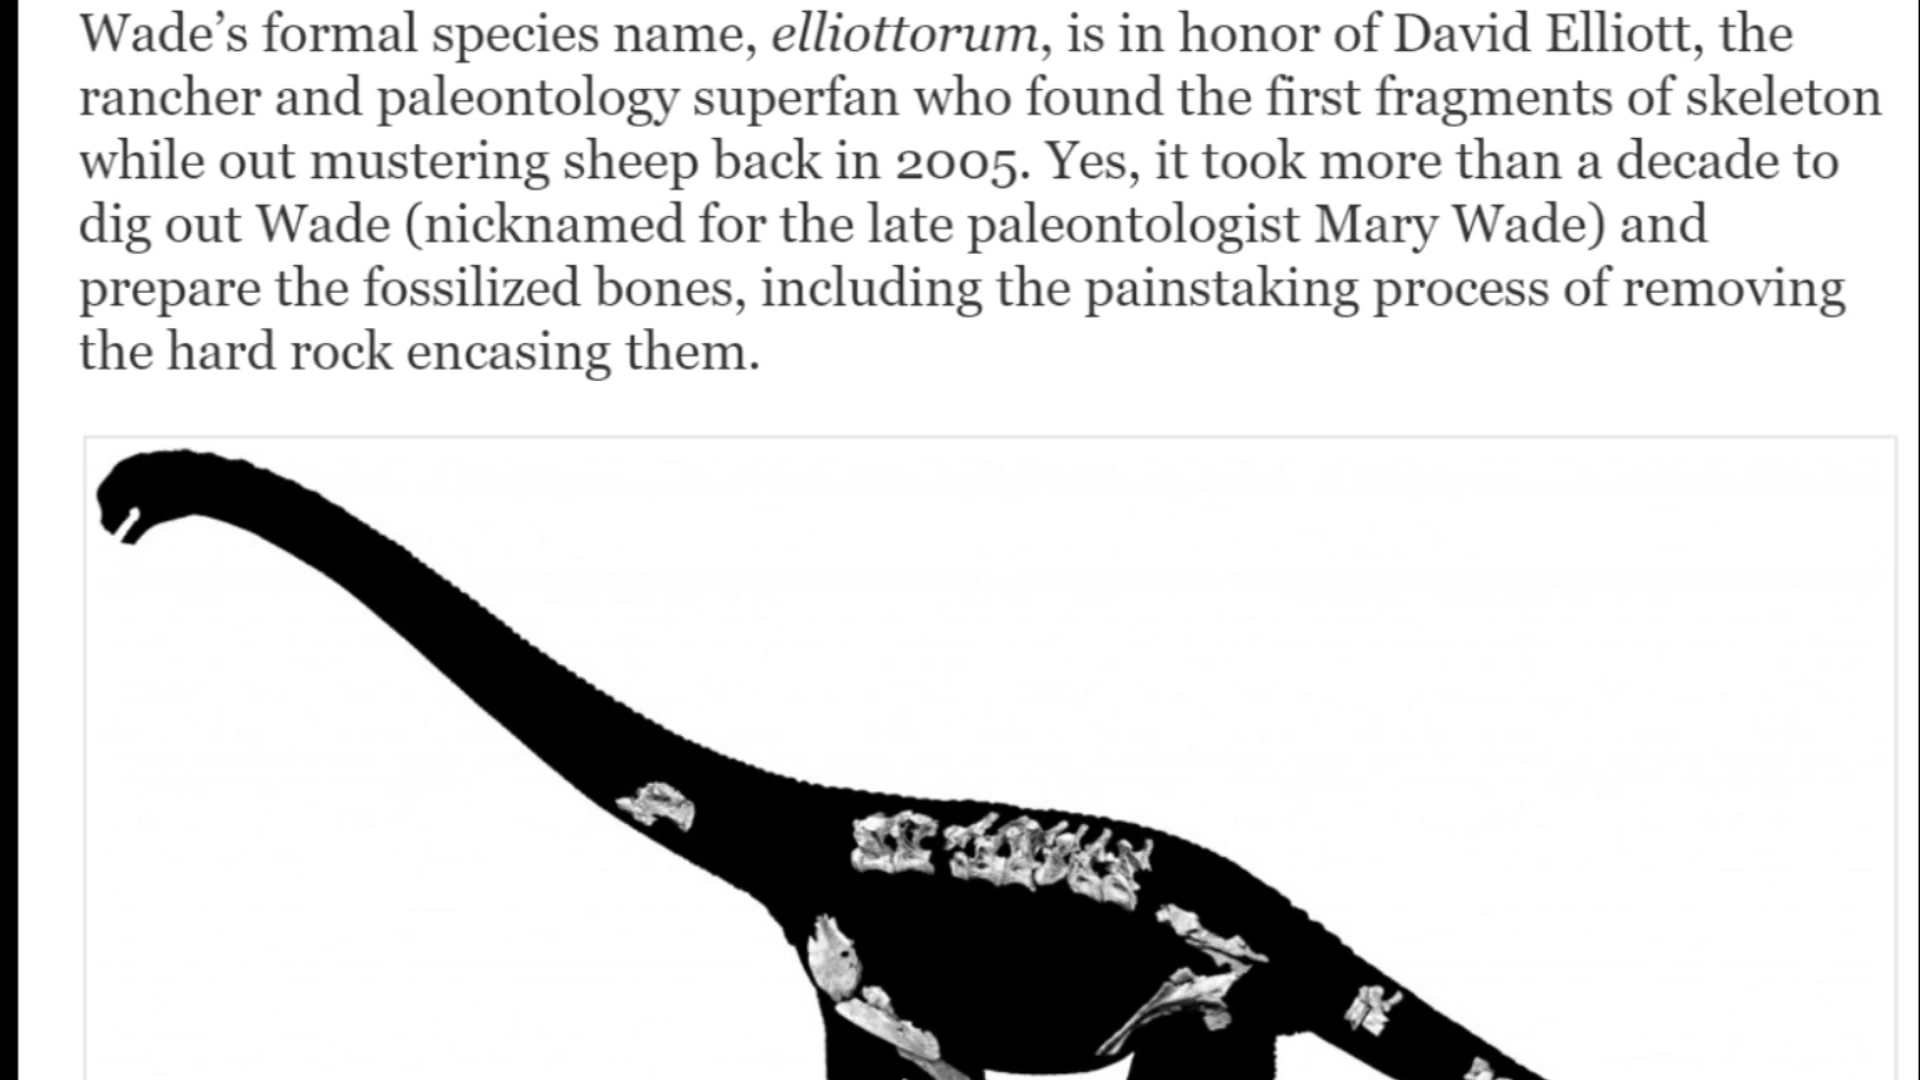 Wade’s formal species name, elliottorum, is in honor of David Elliott, the
rancher and paleontology superfan who found the first fragments of skeleton
while out mustering sheep back in 2005. Yes, it took more than a decade to
dig out Wade (nicknamed for the late paleontologist Mary Wade) and
prepare the fossilized bones, including the painstaking process of removing
the hard rock encasing them.